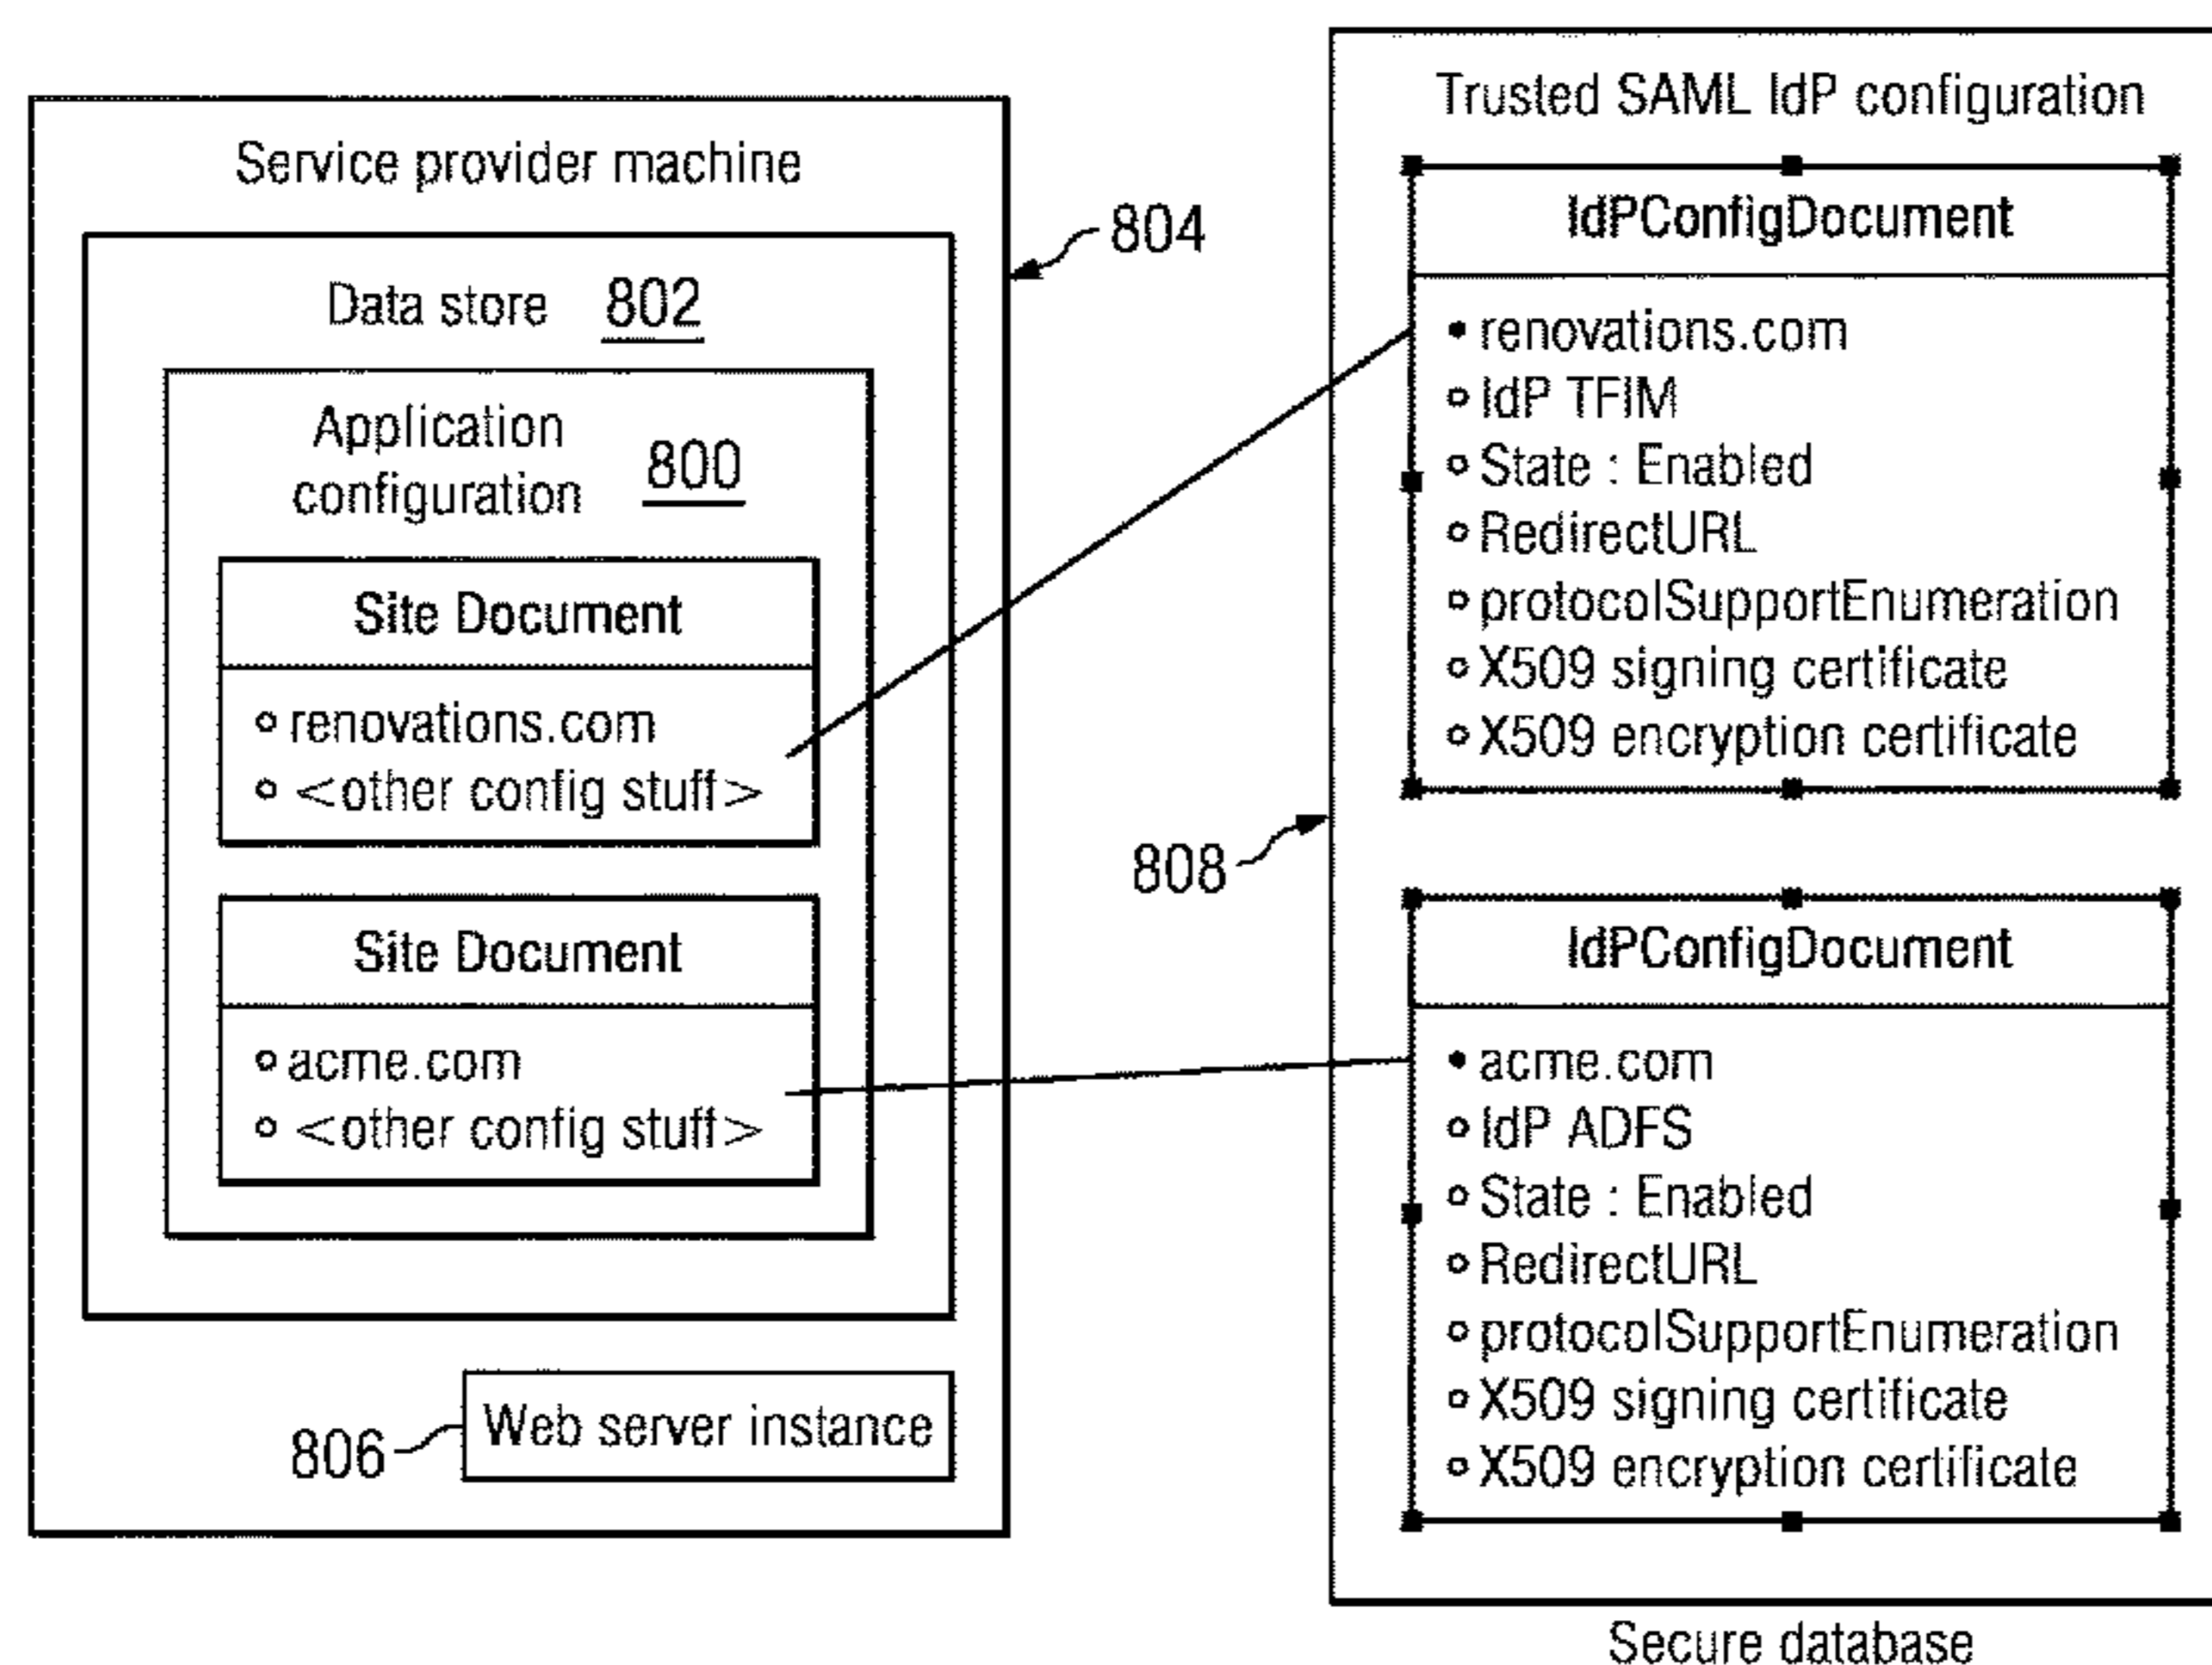 Service provider machine
804
Data store 802
Application
configuration 800
Site Document
renovations.com
<other config stuff>
Site Document
acme.com
<other config stuff>
806
Web server instance
808
Trusted SAML IdP configuration
IdPConfigDocument
renovations.com
IdP TFIM
State : Enabled
RedirectURL
protocolSupportEnumeration
X509 signing certificate
X509 encryption certificate
IdPConfigDocument
acme.com
IdP ADFS
State : Enabled
RedirectURL
protocolSupportEnumeration
X509 signing certificate
X509 encryption certificate
Secure database